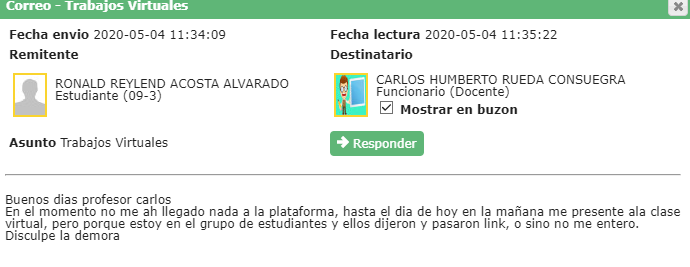 Correo - Trabajos Virtuales
Fecha envio 2020-05-04 11:34:09
Fecha lectura 2020-05-04 11:35:22
Remitente
Destinatario
RONALD REYLEND ACOSTA ALVARADO
Estudiante (09-3)
CARLOS HUMBERTO RUEDA CONSUEGRA
Funcionario (Docente)
Mostrar en buzon
Asunto Trabajos Virtuales
Responder
Buenos dias profesor carlos
En el momento no me ah llegado nada a la plataforma, hasta el dia de hoy en la mañana me presente ala clase
virtual, pero porque estoy en el grupo de estudiantes y ellos dijeron y pasaron link, o sino no me entero.
Disculpe la demora